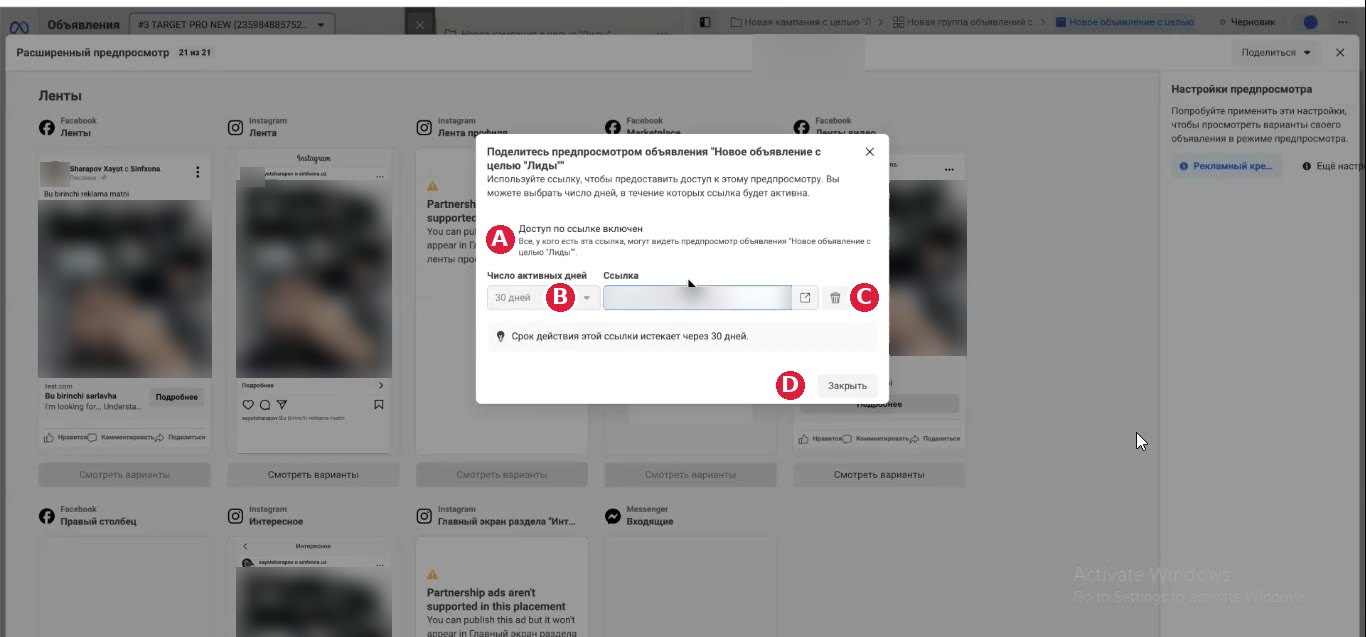 Объявления
#3 TARGET PRO NEW (235984885752...
Новая кампания с целью "Л
Новая группа объявлений с
Новое объявление с целью
Черновик
Расширенный предпросмотр 21 из 21
Поделиться
Ленты
Facebook
Ленты
Instagram
Лента
Instagram
Лента профиля
Facebook
Marketplace
Facebook
Ленты видео
Настройки предпросмотра
Попробуйте применить эти настройки,
чтобы просмотреть варианты своего
объявления в режиме предпросмотра.
Рекламный кре...
Ещё настр
Sharapov Xayot с Sinfxona
Реклама
Bu birinchi reklama matni
test.com
Bu birinchi sarlavha
I'm looking for... Understa...
Подробнее
Нравится
Комментировать
Поделиться
Смотреть варианты
Instagram
xayotsharapov и sinfxona.uz
Подробнее
xayotsharapov Bu birinchi reklama matni
Смотреть варианты
Partnersh
supported
You can pu
appear in Г
ленты про
Смотреть варианты
Смотреть варианты
Подробнее
Нравится
Комментировать
Поделиться
Смотреть варианты
Поделитесь предпросмотром объявления "Новое объявление с
целью "Лиды""
Используйте ссылку, чтобы предоставить доступ к этому предпросмотру. Вы
можете выбрать число дней, в течение которых ссылка будет активна.
A
Доступ по ссылке включен
Все, у кого есть эта ссылка, могут видеть предпросмотр объявления "Новое объявление с
целью "Лиды"".
Число активных дней
Ссылка
30 дней
B
C
Срок действия этой ссылки истекает через 30 дней.
D
Закрыть
Facebook
Правый столбец
Instagram
Интересное
Instagram
Главный экран раздела "Инт...
Messenger
Входящие
Интересное
xayotsharapov и sinfxona.uz
Partnership ads aren't
supported in this placement
You can publish this ad but it won't
appear in Главный экран раздела
Activate Windows
Go to Settings to activate Windows.